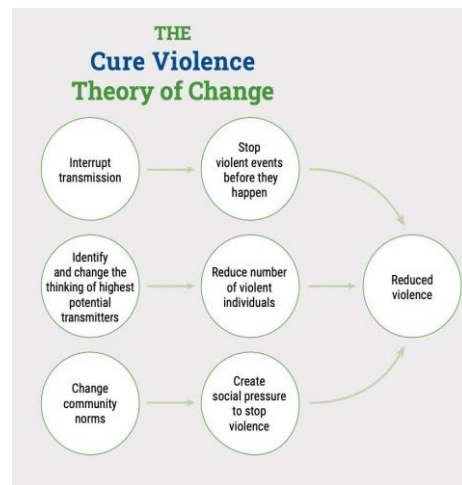 THE
Cure Violence
Theory of Change
Interrupt
transmission
Stop
violent events
before they
happen
Identify
and change the
thinking of highest
potential
transmitters
Reduce number
of violent
individuals
Reduced
violence
Change
community
norms
Create
social pressure
to stop
violence